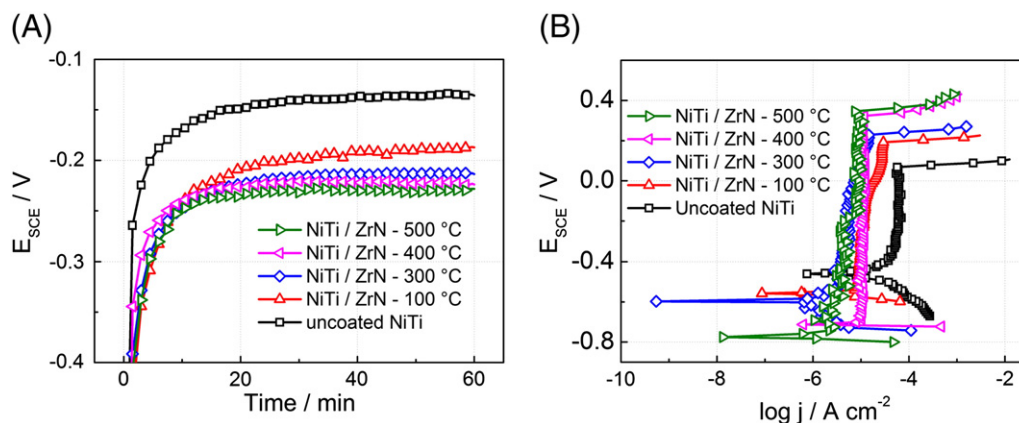 (A)
-0.1
-0.2
-0.3
-0.4
E_SCE / V
NiTi / ZrN - 500 °C
NiTi / ZrN - 400 °C
NiTi / ZrN - 300 °C
NiTi / ZrN - 100 °C
uncoated NiTi
0 20 40 60
Time / min
(B)
0.4
0.0
-0.4
-0.8
E_SCE / V
NiTi / ZrN - 500 °C
NiTi / ZrN - 400 °C
NiTi / ZrN - 300 °C
NiTi / ZrN - 100 °C
Uncoated NiTi
-10 -8 -6 -4 -2
log j / A cm⁻²